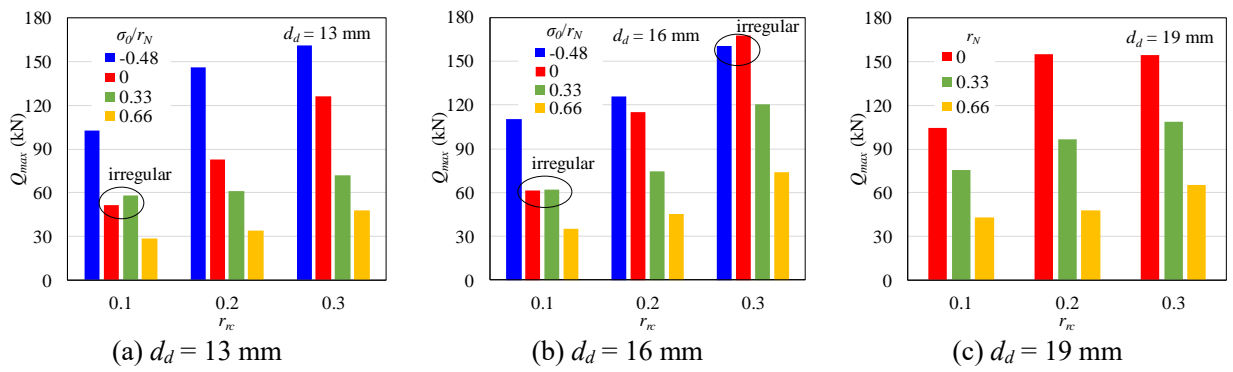 180
150
120
90
60
30
0
Qmax (kN)
σ0/rN
-0.48
0
0.33
0.66
dd = 13 mm
irregular
0.1
0.2
0.3
rrc
(a) dd = 13 mm
180
150
120
90
60
30
0
Qmax (kN)
σ0/rN
-0.48
0
0.33
0.66
dd = 16 mm
irregular
irregular
0.1
0.2
0.3
rrc
(b) dd = 16 mm
180
150
120
90
60
30
0
Qmax (kN)
rN
0
0.33
0.66
dd = 19 mm
0.1
0.2
0.3
rrc
(c) dd = 19 mm